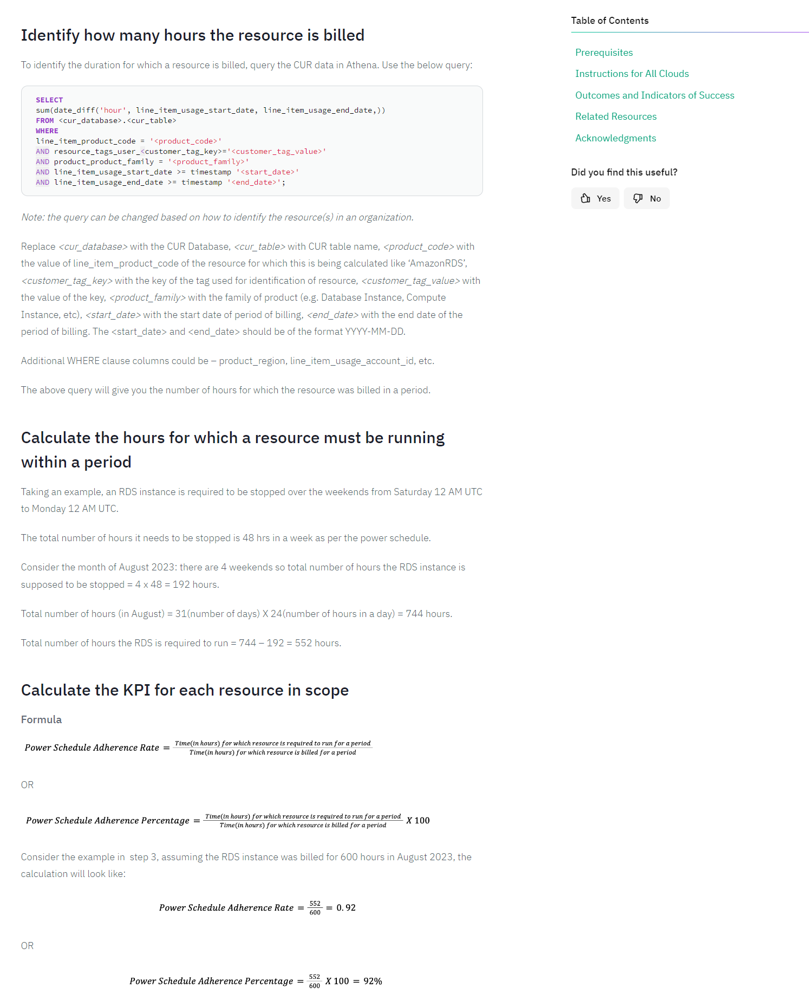 Identify how many hours the resource is billed
To identify the duration for which a resource is billed, query the CUR data in Athena. Use the below query:
SELECT
sum(date_diff('hour', line_item_usage_start_date, line_item_usage_end_date,))
FROM <cur_database>.<cur_table>
WHERE
line_item_product_code = '<product_code>'
AND resource_tags_user_<customer_tag_key>='<customer_tag_value>'
AND product_product_family = '<product_family>'
AND line_item_usage_start_date >= timestamp '<start_date>'
AND line_item_usage_end_date >= timestamp '<end_date>';
Note: the query can be changed based on how to identify the resource(s) in an organization.
Replace <cur_database> with the CUR Database, <cur_table> with CUR table name, <product_code> with
the value of line_item_product_code of the resource for which this is being calculated like ‘AmazonRDS’,
<customer_tag_key> with the key of the tag used for identification of resource, <customer_tag_value> with
the value of the key, <product_family> with the family of product (e.g. Database Instance, Compute
Instance, etc), <start_date> with the start date of period of billing, <end_date> with the end date of the
period of billing. The <start_date> and <end_date> should be of the format YYYY-MM-DD.
Additional WHERE clause columns could be – product_region, line_item_usage_account_id, etc.
The above query will give you the number of hours for which the resource was billed in a period.
Calculate the hours for which a resource must be running
within a period
Taking an example, an RDS instance is required to be stopped over the weekends from Saturday 12 AM UTC
to Monday 12 AM UTC.
The total number of hours it needs to be stopped is 48 hrs in a week as per the power schedule.
Consider the month of August 2023: there are 4 weekends so total number of hours the RDS instance is
supposed to be stopped = 4 x 48 = 192 hours.
Total number of hours (in August) = 31(number of days) X 24(number of hours in a day) = 744 hours.
Total number of hours the RDS is required to run = 744 – 192 = 552 hours.
Calculate the KPI for each resource in scope
Formula
Power Schedule Adherence Rate = Time(in hours) for which resource is required to run for a period
Time(in hours) for which resource is billed for a period
OR
Power Schedule Adherence Percentage = Time(in hours) for which resource is required to run for a period X 100
Time(in hours) for which resource is billed for a period
Consider the example in  step 3, assuming the RDS instance was billed for 600 hours in August 2023, the
calculation will look like:
Power Schedule Adherence Rate = 552 = 0.92
600
OR
Power Schedule Adherence Percentage = 552 X 100 = 92%
600
Table of Contents
Prerequisites
Instructions for All Clouds
Outcomes and Indicators of Success
Related Resources
Acknowledgments
Did you find this useful?
Yes No